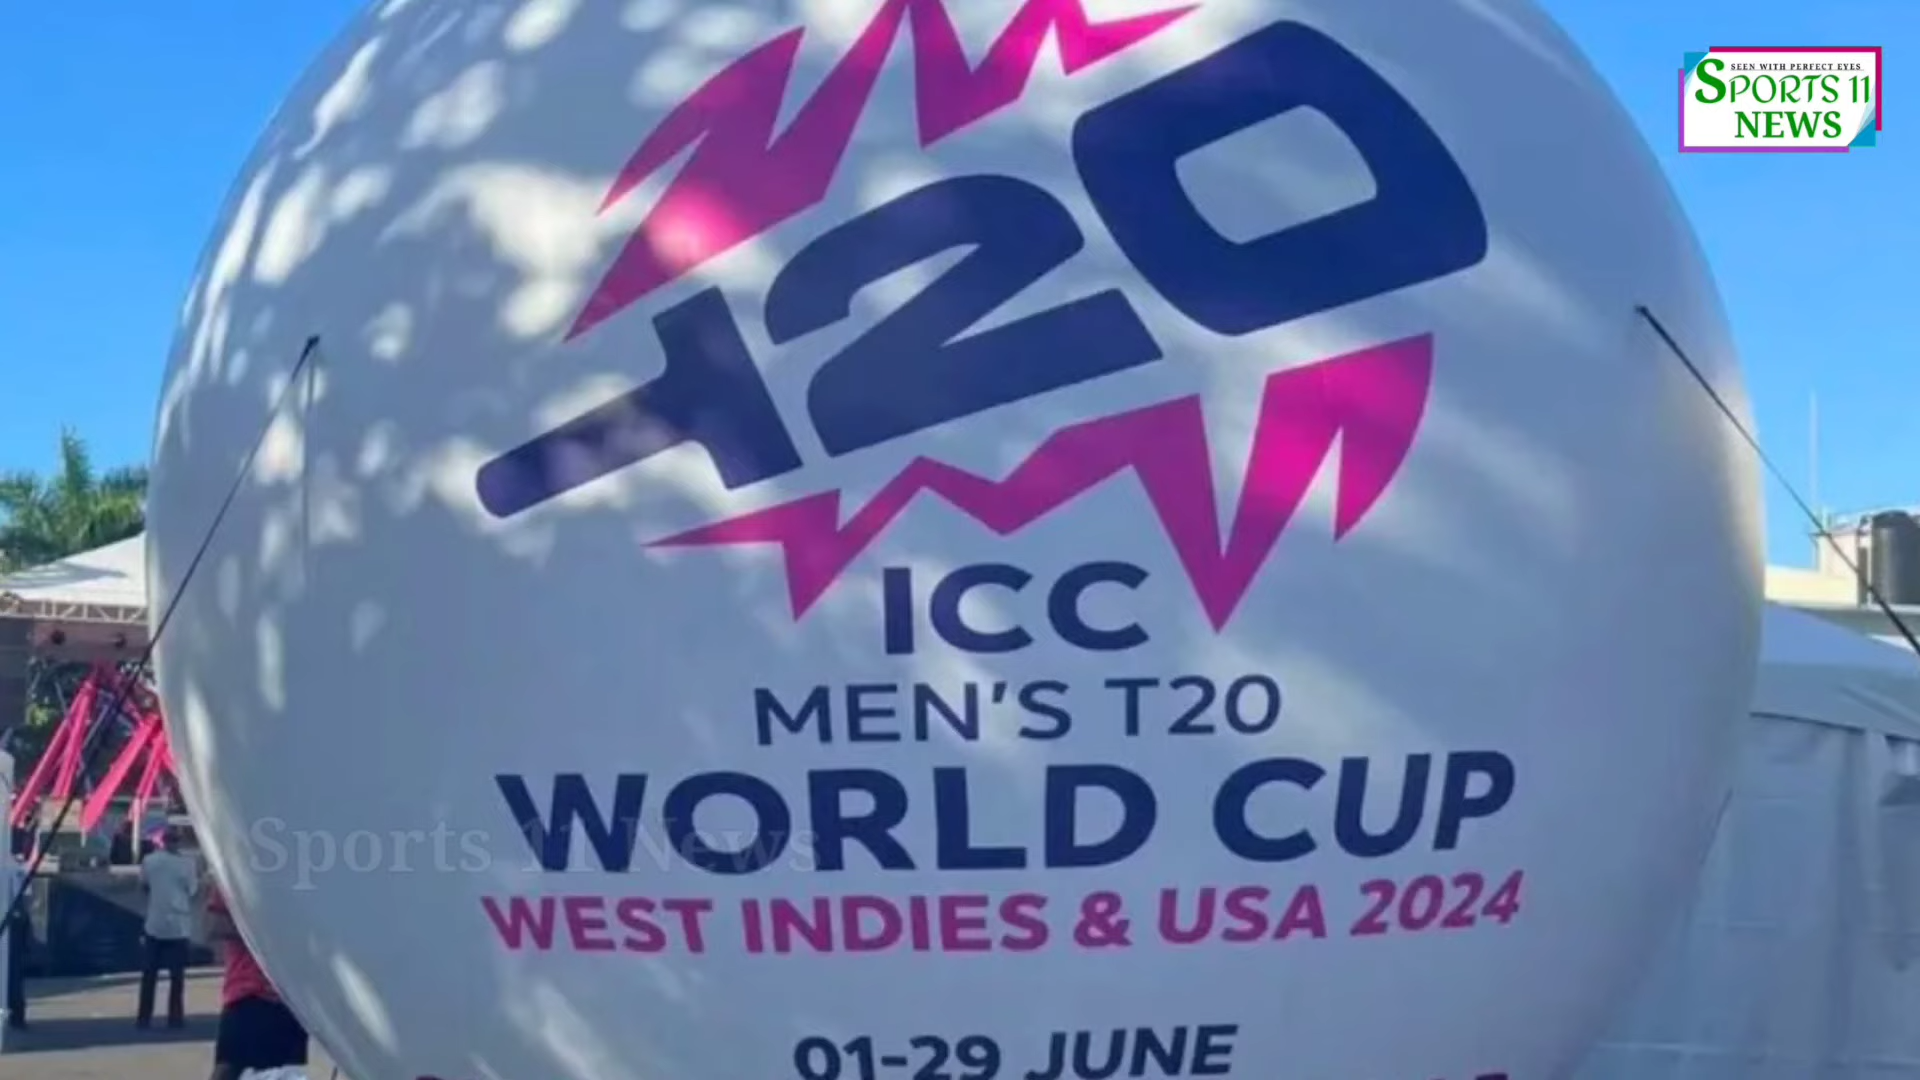 SEEN WITH PERFECT EYES
SPORTS 11
NEWS
T20
ICC
MEN'S T20
WORLD CUP
Sports 11 News
WEST INDIES & USA 2024
01-29 JUNE